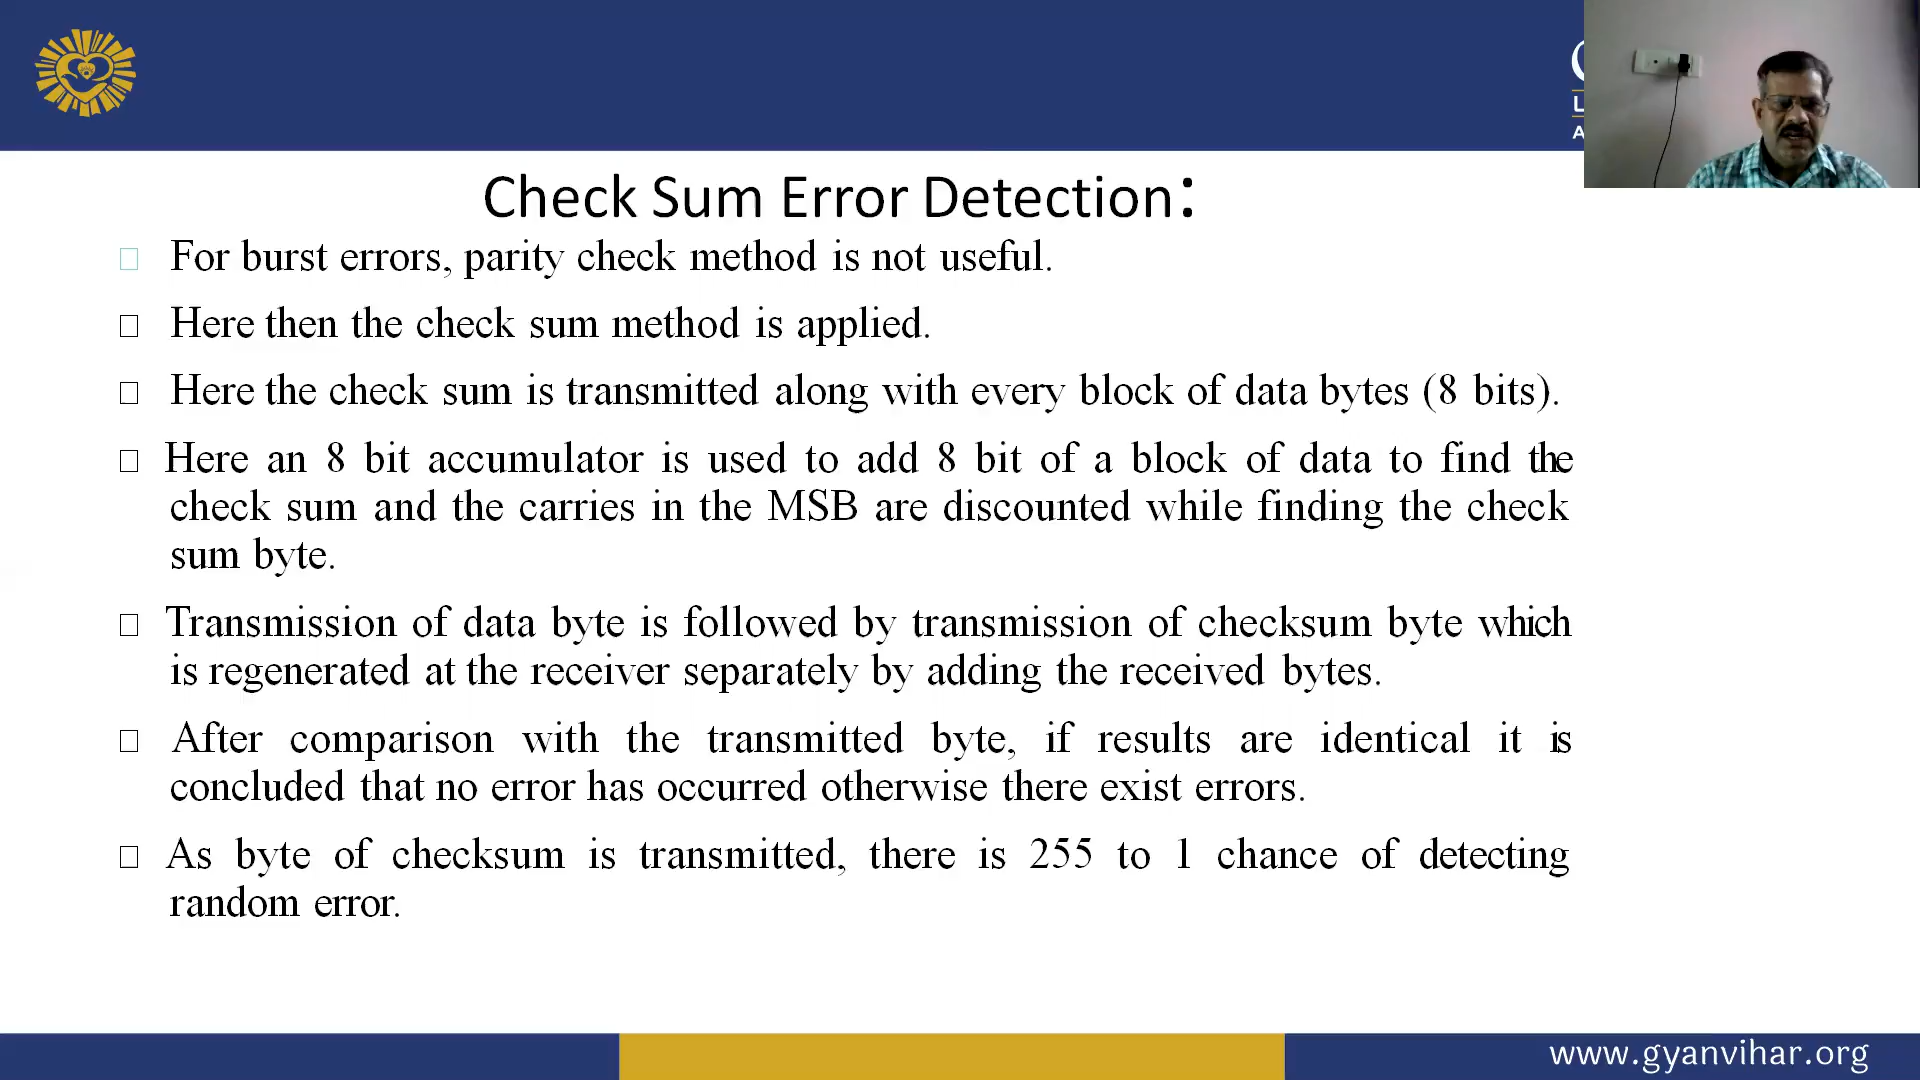 Check Sum Error Detection:
For burst errors, parity check method is not useful.
Here then the check sum method is applied.
Here the check sum is transmitted along with every block of data bytes (8 bits).
Here an 8 bit accumulator is used to add 8 bit of a block of data to find the
check sum and the carries in the MSB are discounted while finding the check
sum byte.
Transmission of data byte is followed by transmission of checksum byte which
is regenerated at the receiver separately by adding the received bytes.
After comparison with the transmitted byte, if results are identical it is
concluded that no error has occurred otherwise there exist errors.
As byte of checksum is transmitted, there is 255 to 1 chance of detecting
random error.
www.gyanvihar.org